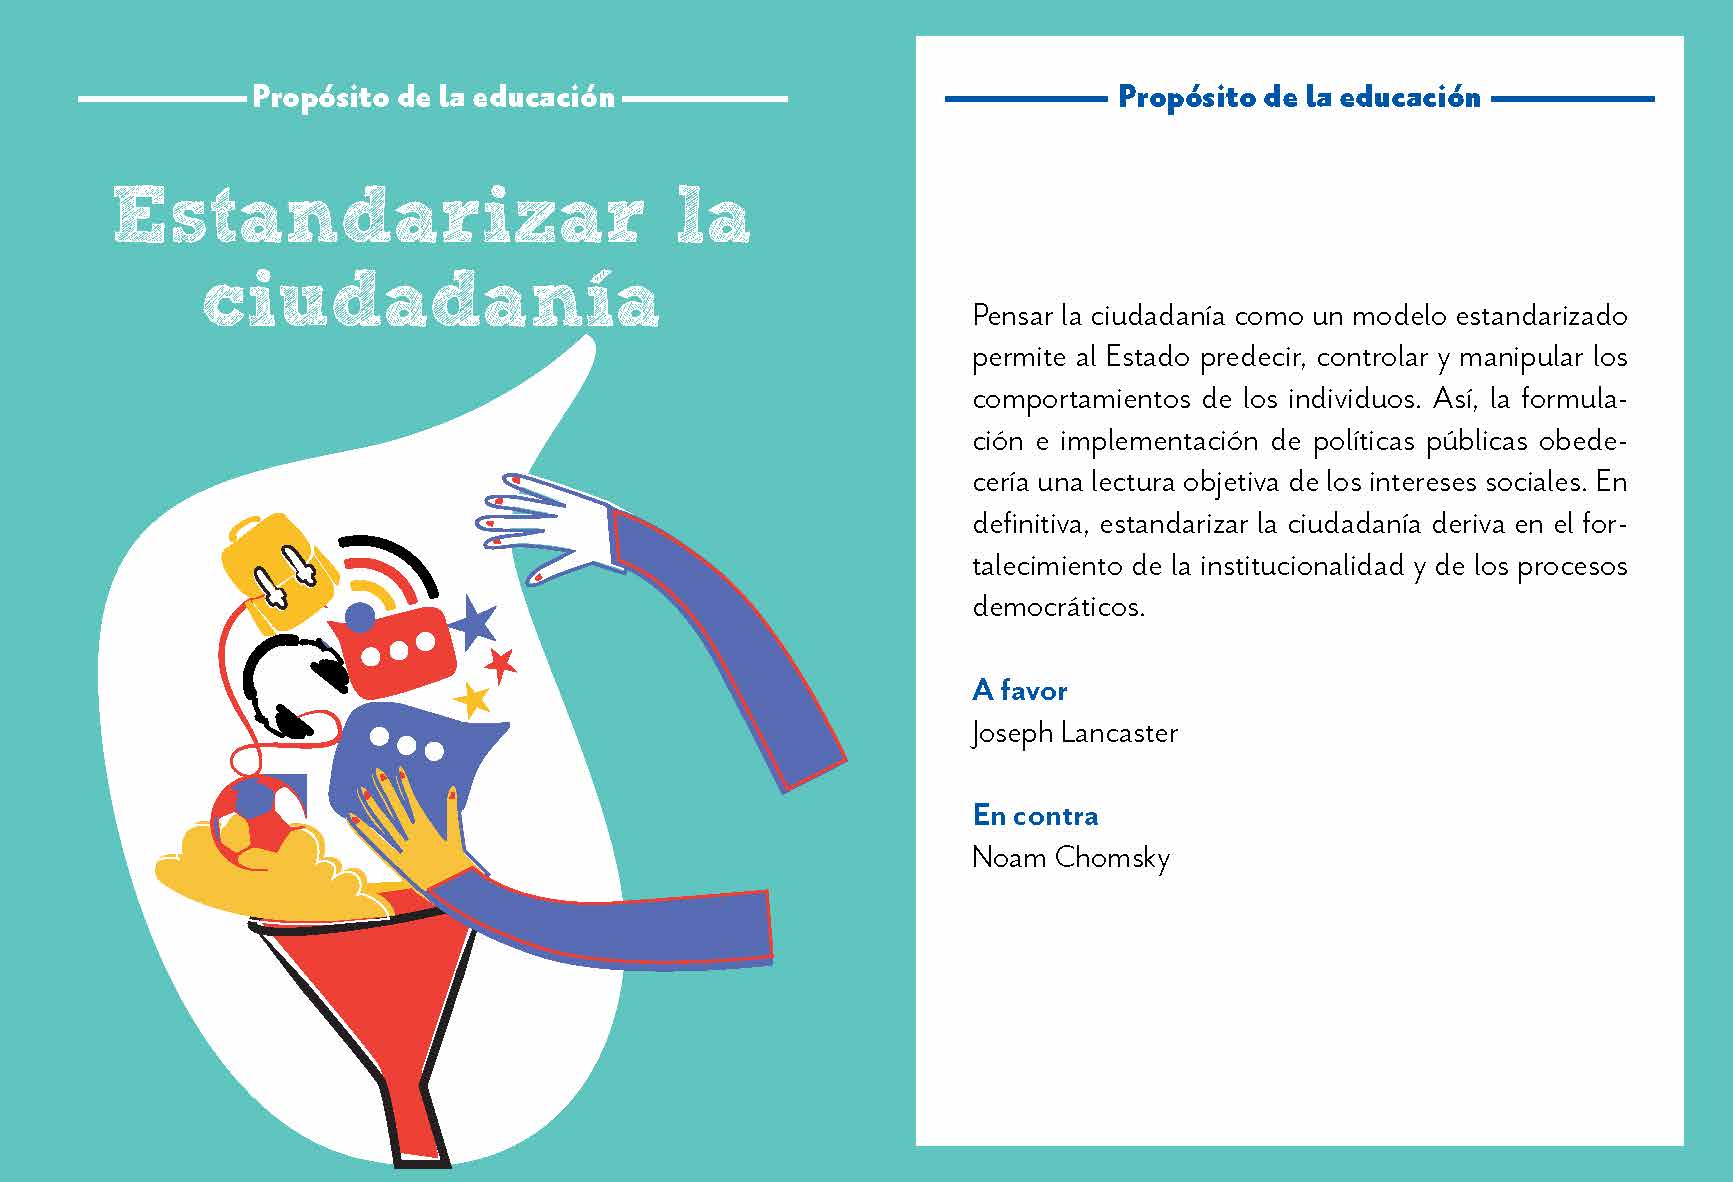 Propósito de la educación
Estandarizar la
ciudadanía
Propósito de la educación
Pensar la ciudadanía como un modelo estandarizado
permite al Estado predecir, controlar y manipular los
comportamientos de los individuos. Así, la formula-
ción e implementación de políticas públicas obede-
cería una lectura objetiva de los intereses sociales. En
definitiva, estandarizar la ciudadanía deriva en el for-
talecimiento de la institucionalidad y de los procesos
democráticos.
A favor
Joseph Lancaster
En contra
Noam Chomsky